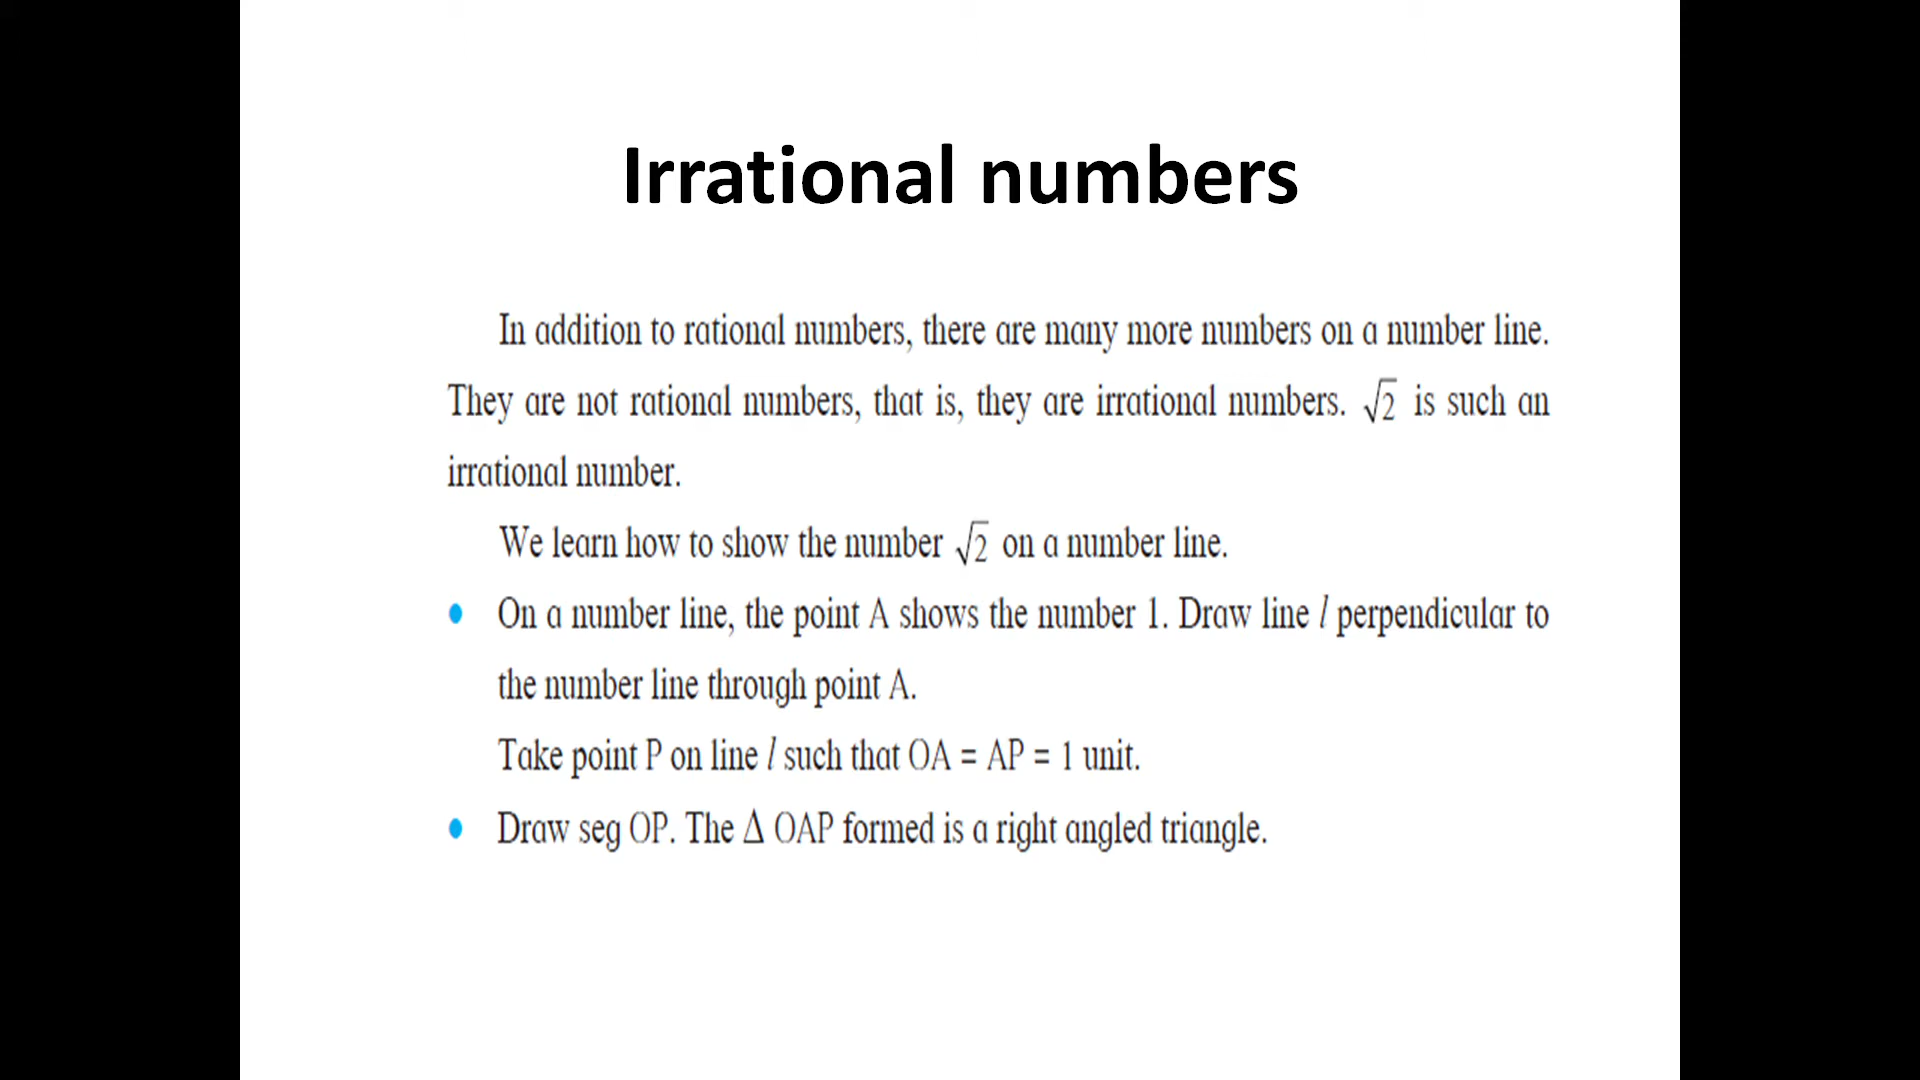 Irrational numbers
In addition to rational numbers, there are many more numbers on a number line.
They are not rational numbers, that is, they are irrational numbers. √2 is such an
irrational number.
We learn how to show the number √2 on a number line.
• On a number line, the point A shows the number 1. Draw line l perpendicular to
the number line through point A.
Take point P on line l such that OA = AP = 1 unit.
• Draw seg OP. The Δ OAP formed is a right angled triangle.